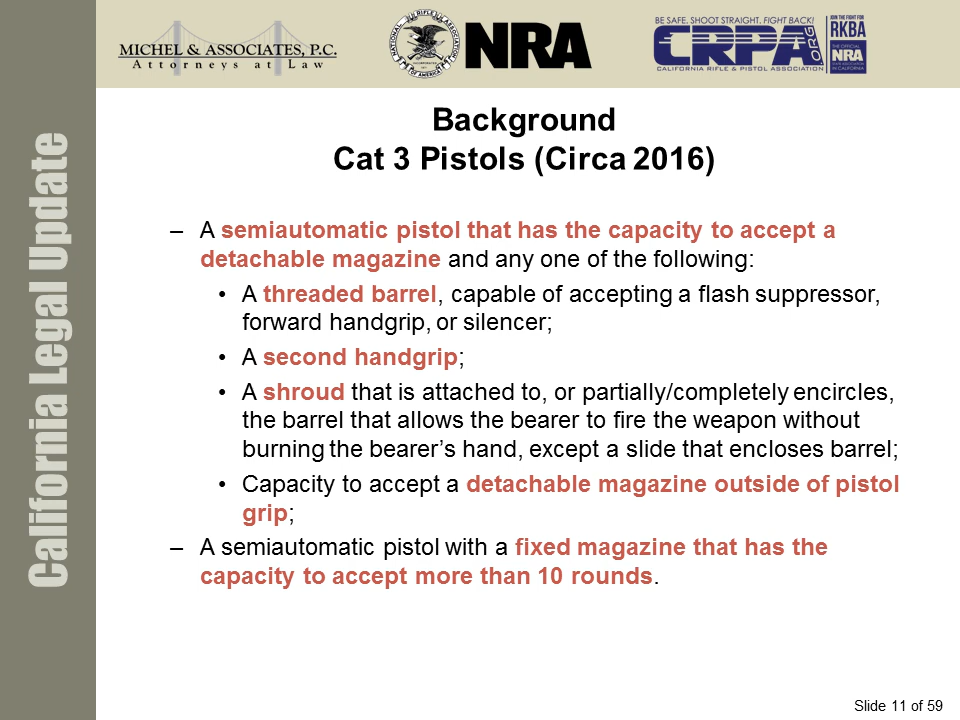 MICHEL & ASSOCIATES, P.C.
Attorneys at Law
NATIONAL RIFLE ASSOCIATION
OF AMERICA
NRA
BE SAFE. SHOOT STRAIGHT. FIGHT BACK!
CRPA.ORG
CALIFORNIA RIFLE & PISTOL ASSOCIATION
JOIN THE FIGHT FOR
RKBA
THE OFFICIAL
NRA
STATE ASSOCIATION
IN CALIFORNIA
California Legal Update
Background
Cat 3 Pistols (Circa 2016)
– A semiautomatic pistol that has the capacity to accept a
detachable magazine and any one of the following:
• A threaded barrel, capable of accepting a flash suppressor,
forward handgrip, or silencer;
• A second handgrip;
• A shroud that is attached to, or partially/completely encircles,
the barrel that allows the bearer to fire the weapon without
burning the bearer’s hand, except a slide that encloses barrel;
• Capacity to accept a detachable magazine outside of pistol
grip;
– A semiautomatic pistol with a fixed magazine that has the
capacity to accept more than 10 rounds.
Slide 11 of 59